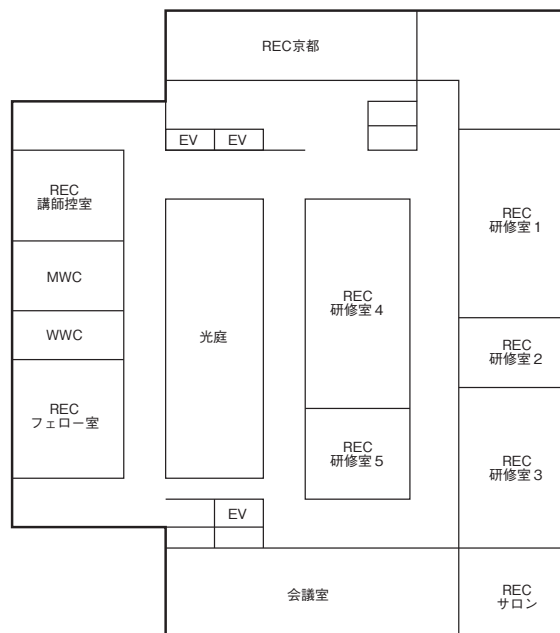 REC京都
EV
EV
REC
講師控室
REC
研修室1
MWC
REC
研修室4
WWC
光庭
REC
研修室2
REC
フェロー室
REC
研修室5
REC
研修室3
EV
会議室
REC
サロン